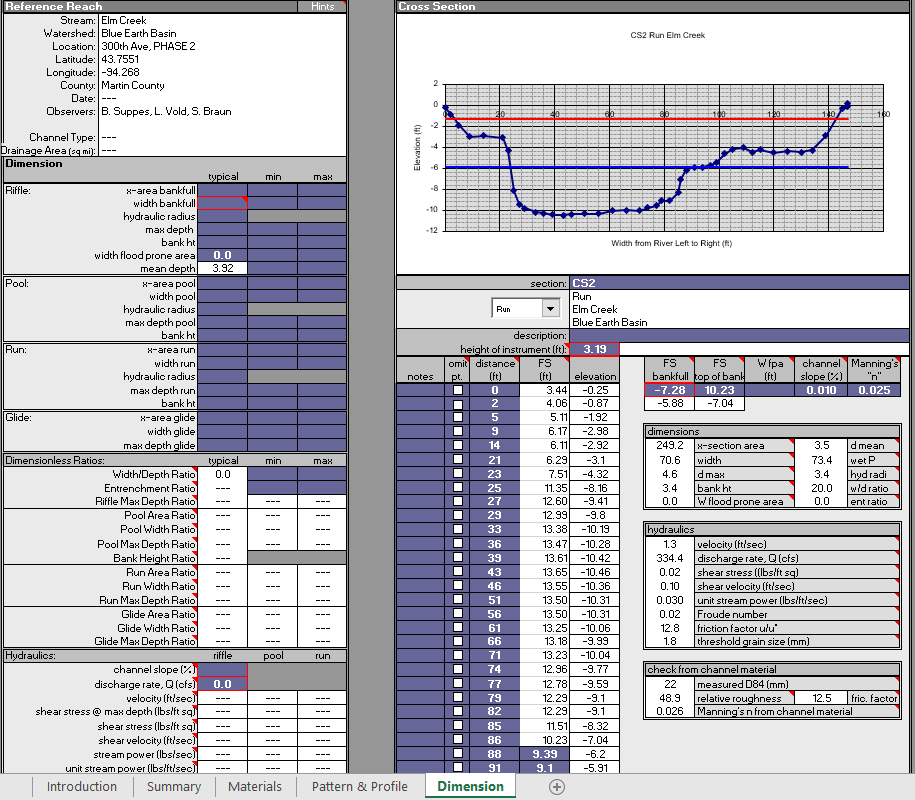 Reference Reach Hints
Stream: Elm Creek
Watershed: Blue Earth Basin
Location: 300th Ave, PHASE 2
Latitude: 43.7551
Longitude: -94.268
County: Martin County
Date: ---
Observers: B. Suppes, L. Vold, S. Braun
Channel Type: ---
Drainage Area (sq mi): ---
Dimension
typical min max
Riffle: x-area bankfull
width bankfull
hydraulic radius
max depth
bank ht
width flood prone area 0.0
mean depth 3.92
Pool: x-area pool
width pool
hydraulic radius
max depth pool
bank ht
Run: x-area run
width run
hydraulic radius
max depth run
bank ht
Glide: x-area glide
width glide
max depth glide
Dimensionless Ratios: typical min max
Width/Depth Ratio 0.0
Entrenchment Ratio
Riffle Max Depth Ratio --- --- ---
Pool Area Ratio --- --- ---
Pool Width Ratio --- --- ---
Pool Max Depth Ratio --- --- ---
Bank Height Ratio ---
Run Area Ratio --- --- ---
Run Width Ratio --- --- ---
Run Max Depth Ratio --- --- ---
Glide Area Ratio --- --- ---
Glide Width Ratio --- --- ---
Glide Max Depth Ratio --- --- ---
Hydraulics: riffle pool run
channel slope (%)
discharge rate, Q (cfs) 0.0
velocity (ft/sec) --- --- ---
shear stress @ max depth (lbs/ft sq) --- --- ---
shear stress (lbs/ft sq) --- --- ---
shear velocity (ft/sec) --- --- ---
stream power (lbs/sec) --- --- ---
unit stream power (lbs/ft/sec) --- --- ---
Cross Section
CS2 Run Elm Creek
Elevation (ft)
2
0
-2
-4
-6
-8
-10
-12
0 20 40 60 80 100 120 140 160
Width from River Left to Right (ft)
section: CS2
Run
Run
Elm Creek
Blue Earth Basin
description:
height of instrument (ft): 3.19
omit distance FS
notes pt. (ft) (ft) elevation
0 3.44 -0.25
2 4.06 -0.87
5 5.11 -1.92
9 6.17 -2.98
14 6.11 -2.92
21 6.29 -3.1
23 7.51 -4.32
25 11.35 -8.16
27 12.60 -9.41
29 12.99 -9.8
33 13.38 -10.19
36 13.47 -10.28
39 13.61 -10.42
43 13.65 -10.46
46 13.55 -10.36
51 13.50 -10.31
56 13.50 -10.31
61 13.25 -10.06
66 13.18 -9.99
71 13.23 -10.04
74 12.96 -9.77
77 12.78 -9.59
79 12.29 -9.1
82 12.29 -9.1
85 11.51 -8.32
86 10.23 -7.04
88 9.39 -6.2
91 9.1 -5.91
FS FS W fpa channel Manning's
bankfull top of bank (ft) slope (%) "n"
-7.28 10.23 0.010 0.025
-5.88 -7.04
dimensions
249.2 x-section area 3.5 d mean
70.6 width 73.4 wet P
4.6 d max 3.4 hyd radi
3.4 bank ht 20.0 w/d ratio
0.0 W flood prone area 0.0 ent ratio
hydraulics
1.3 velocity (ft/sec)
334.4 discharge rate, Q (cfs)
0.02 shear stress ((lbs/ft sq)
0.10 shear velocity (ft/sec)
0.030 unit stream power (lbs/ft/sec)
0.02 Froude number
12.8 friction factor u/u*
1.8 threshold grain size (mm)
check from channel material
22 measured D84 (mm)
48.9 relative roughness 12.5 fric. factor
0.026 Manning's n from channel material
Introduction Summary Materials Pattern & Profile Dimension